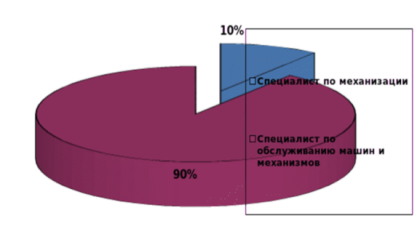 10%
Специалист по механизации
Специалист по
обслуживанию машин и
механизмов
90%